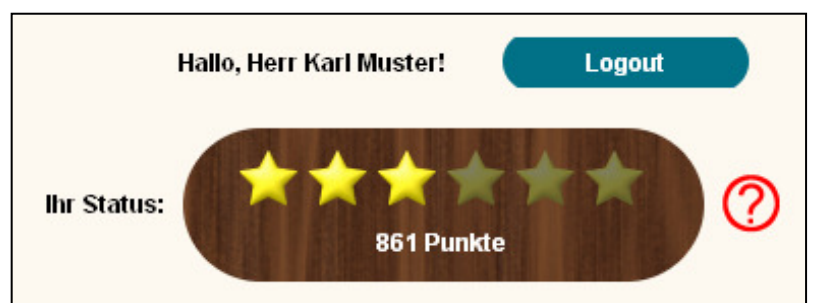 Hallo, Herr Karl Muster!
Logout
Ihr Status:
861 Punkte
?